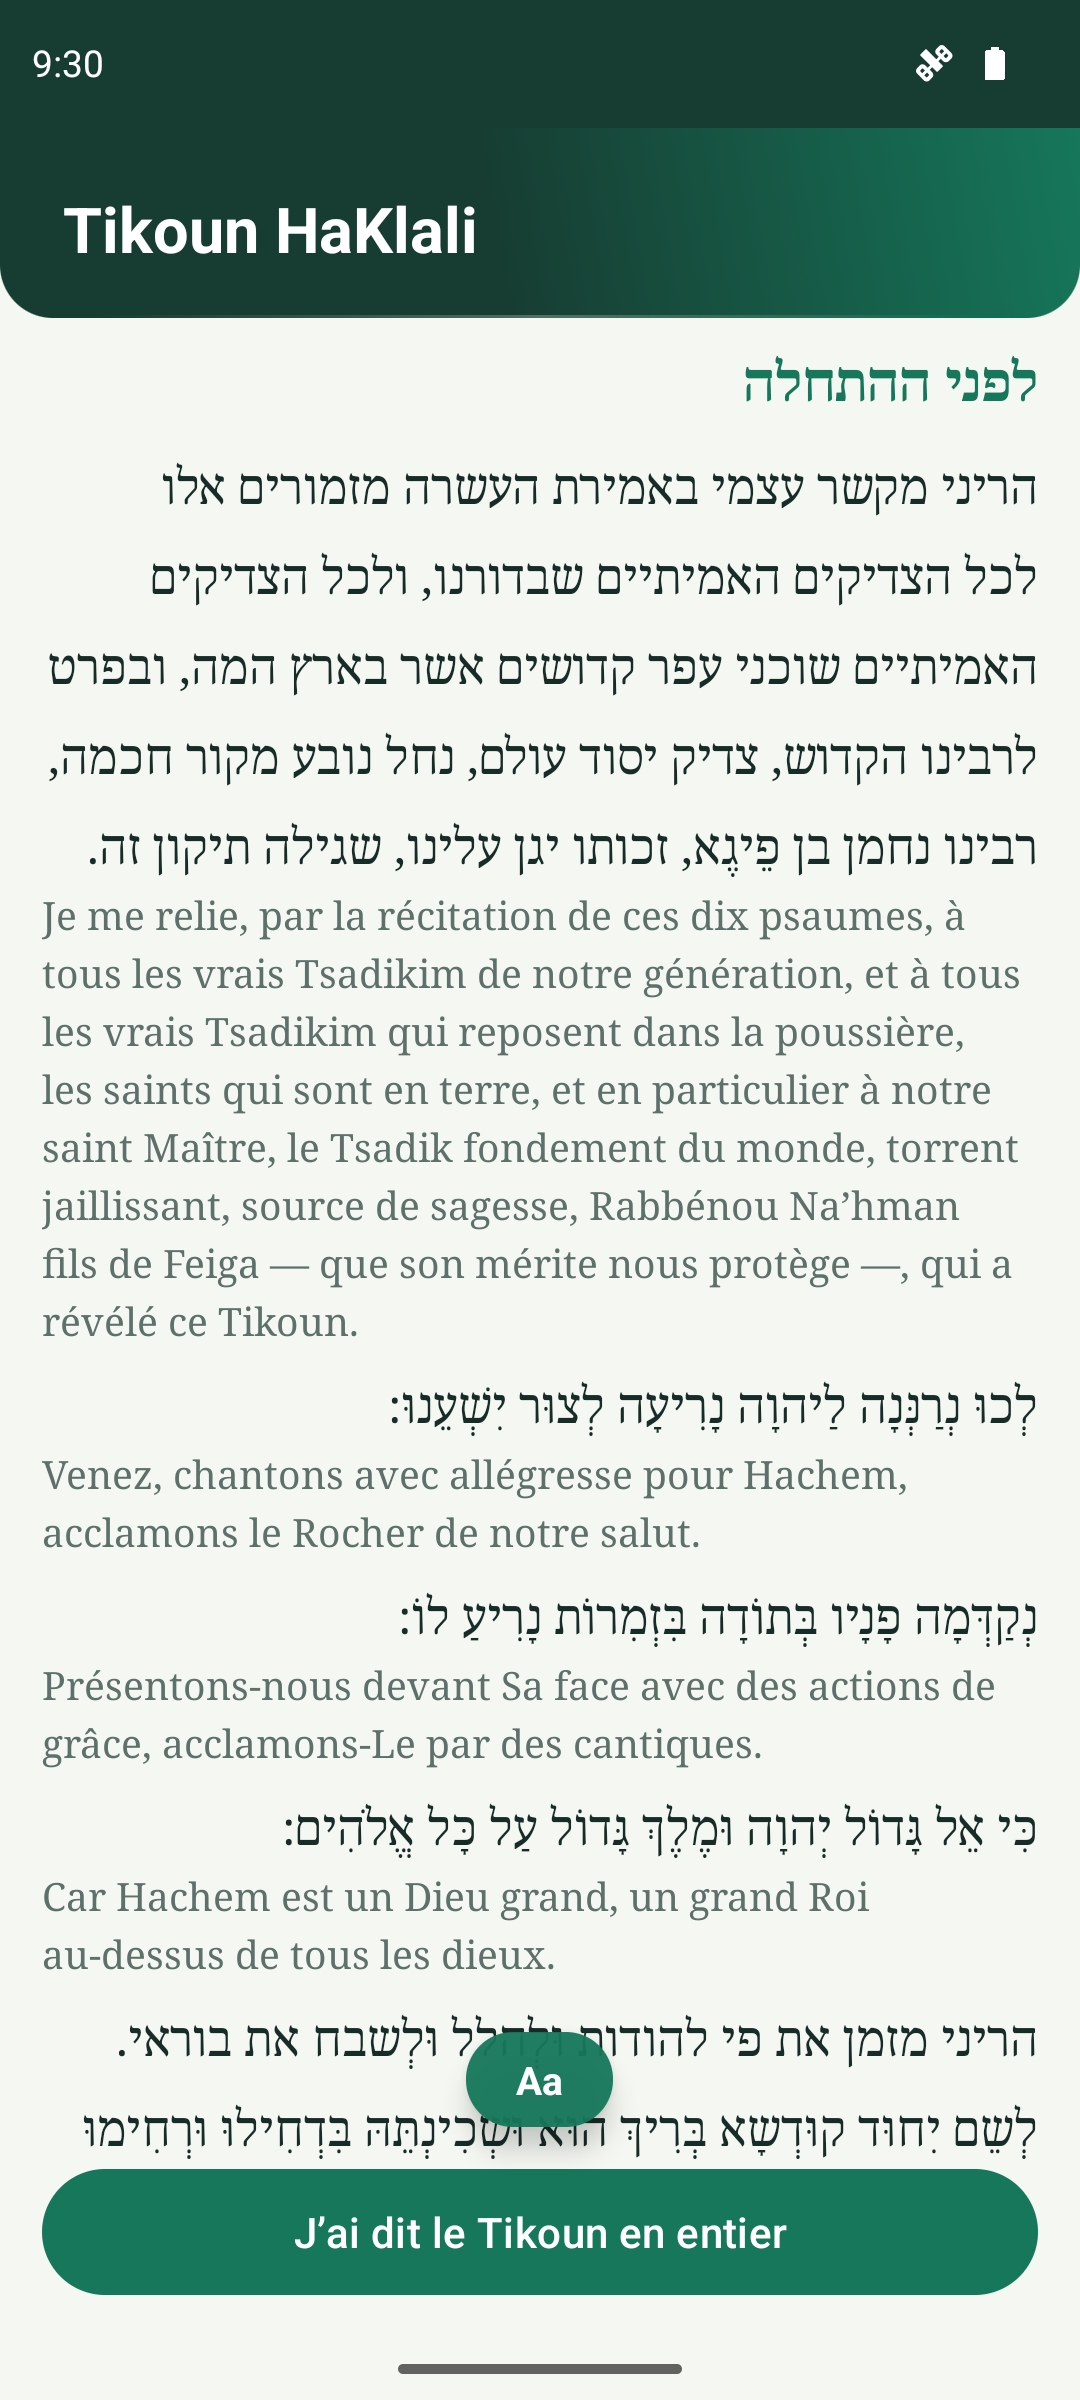 9:30
Tikoun HaKlali
לפני ההתחלה
הריני מקשר עצמי באמירת העשרה מזמורים אלו
לכל הצדיקים האמיתיים שבדורנו, ולכל הצדיקים
האמיתיים שוכני עפר קדושים אשר בארץ המה, ובפרט
לרבינו הקדוש, צדיק יסוד עולם, נחל נובע מקור חכמה,
רבינו נחמן בן פֵיגֶא, זכותו יגן עלינו, שגילה תיקון זה.
Je me relie, par la récitation de ces dix psaumes, à
tous les vrais Tsadikim de notre génération, et à tous
les vrais Tsadikim qui reposent dans la poussière,
les saints qui sont en terre, et en particulier à notre
saint Maître, le Tsadik fondement du monde, torrent
jaillissant, source de sagesse, Rabbénou Na’hman
fils de Feiga — que son mérite nous protège —, qui a
révélé ce Tikoun.
לְכוּ נְרַנְּנָה לַיהוָה נָרִיעָה לְצוּר יִשְׁעֵנוּ:
Venez, chantons avec allégresse pour Hachem,
acclamons le Rocher de notre salut.
נְקַדְּמָה פָנָיו בְּתוֹדָה בִּזְמִרוֹת נָרִיעַ לוֹ:
Présentons-nous devant Sa face avec des actions de
grâce, acclamons-Le par des cantiques.
כִּי אֵל גָּדוֹל יְהוָה וּמֶלֶךְ גָּדוֹל עַל כָּל אֱלֹהִים:
Car Hachem est un Dieu grand, un grand Roi
au-dessus de tous les dieux.
הריני מזמן את פי להודות וּלְהלל וּלְשבח את בוראי.
Aa
לְשֵׁם יִחוּד קוּדְשָׁא בְּרִיךְ הוּא וּשְׁכִינְתֵּהּ בִּדְחִילוּ וּרְחִימוּ
J’ai dit le Tikoun en entier